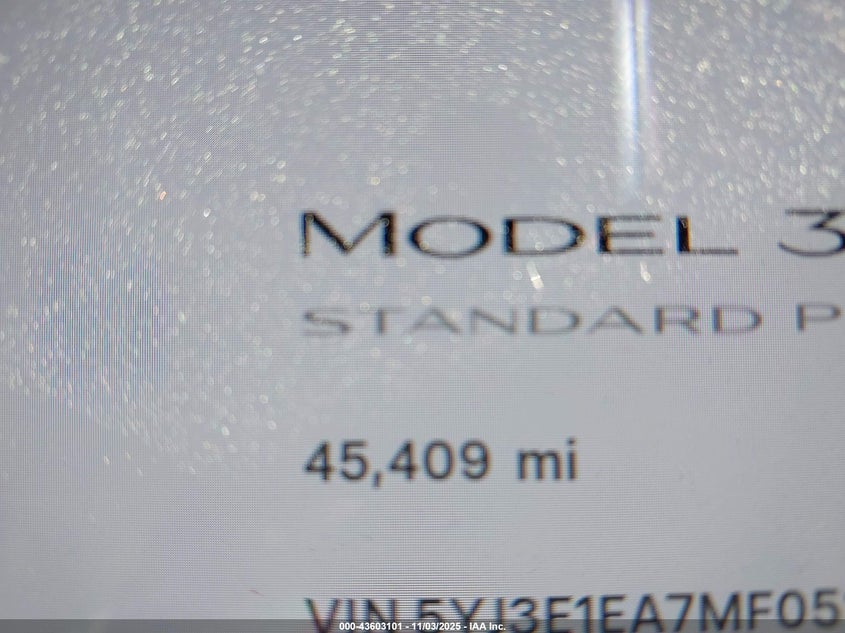 MODEL 3
STANDARD P
45,409 mi
VIN 5YJ3E1EA7MF05
000-43603101 - 11/03/2025 - IAA Inc.